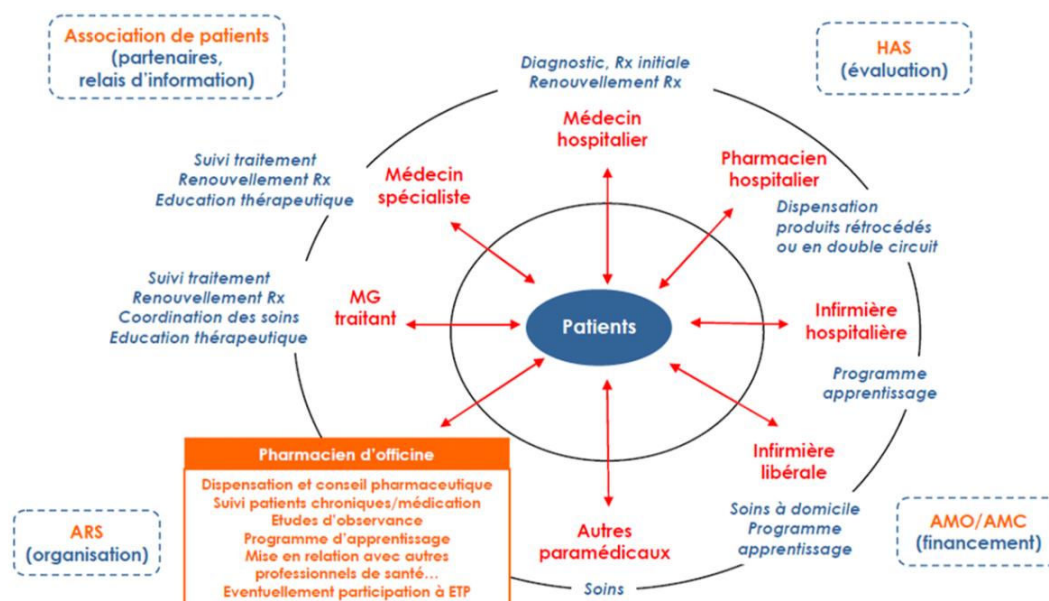 Association de patients
(partenaires,
relais d'information)
HAS
(évaluation)
Diagnostic, Rx initiale
Renouvellement Rx
Médecin
hospitalier
Pharmacien
hospitalier
Dispensation
produits rétrocédés
ou en double circuit
Suivi traitement
Renouvellement Rx
Education thérapeutique
Médecin
spécialiste
Suivi traitement
Renouvellement Rx
Coordination des soins
Education thérapeutique
MG
traitant
Patients
Infirmière
hospitalière
Programme
apprentissage
Pharmacien d'officine
Dispensation et conseil pharmaceutique
Suivi patients chroniques/médication
Etudes d'observance
Programme d'apprentissage
Mise en relation avec autres
professionnels de santé...
Eventuellement participation à ETP
Autres
paramédicaux
Soins
Infirmière
libérale
Soins à domicile
Programme
apprentissage
ARS
(organisation)
AMO/AMC
(financement)